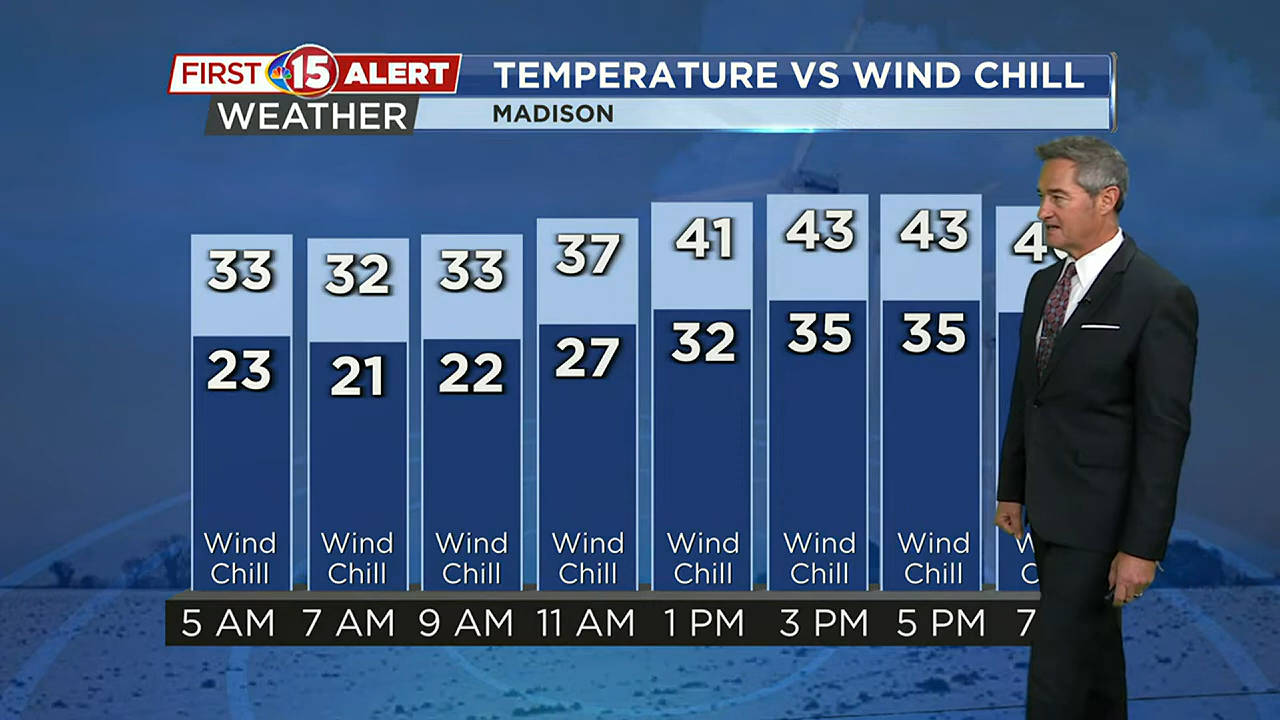 FIRST 15 ALERT
WEATHER
TEMPERATURE VS WIND CHILL
MADISON
33 32 33 37 41 43 43
23 21 22 27 32 35 35
Wind Wind Wind Wind Wind Wind Wind
Chill Chill Chill Chill Chill Chill Chill
5 AM 7 AM 9 AM 11 AM 1 PM 3 PM 5 PM 7